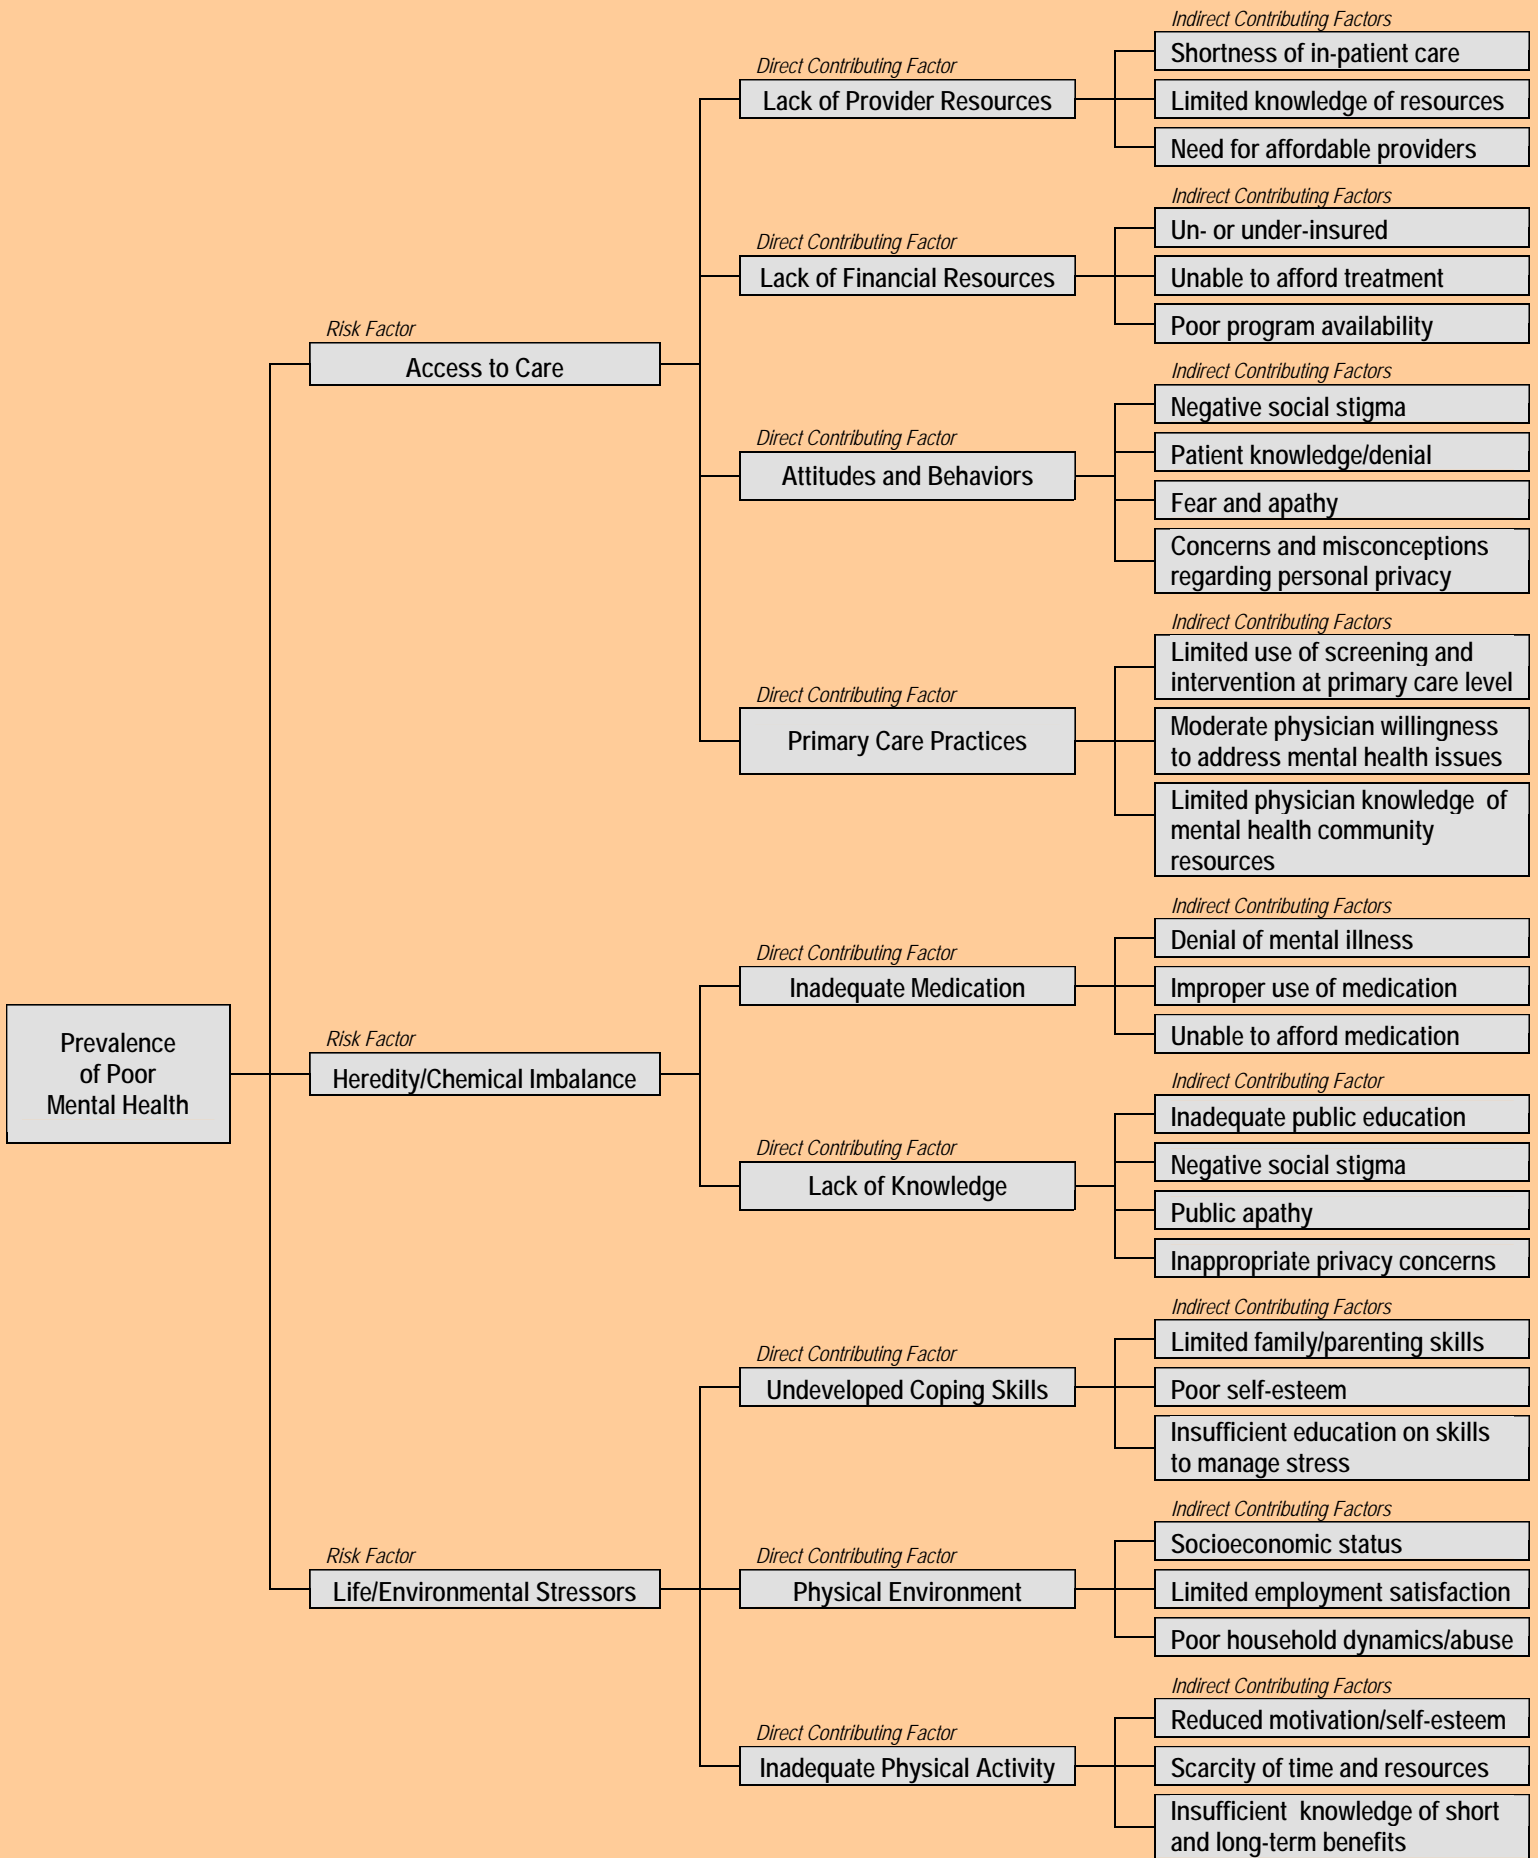 Indirect Contributing Factors
Shortness of in-patient care
Direct Contributing Factor
Lack of Provider Resources
Limited knowledge of resources
Need for affordable providers
Indirect Contributing Factors
Un- or under-insured
Direct Contributing Factor
Lack of Financial Resources
Unable to afford treatment
Poor program availability
Risk Factor
Access to Care
Indirect Contributing Factors
Negative social stigma
Direct Contributing Factor
Attitudes and Behaviors
Patient knowledge/denial
Fear and apathy
Concerns and misconceptions
regarding personal privacy
Indirect Contributing Factors
Limited use of screening and
intervention at primary care level
Direct Contributing Factor
Primary Care Practices
Moderate physician willingness
to address mental health issues
Limited physician knowledge  of
mental health community
resources
Indirect Contributing Factors
Denial of mental illness
Direct Contributing Factor
Inadequate Medication
Improper use of medication
Unable to afford medication
Prevalence
of Poor
Mental Health
Risk Factor
Heredity/Chemical Imbalance
Indirect Contributing Factor
Inadequate public education
Direct Contributing Factor
Lack of Knowledge
Negative social stigma
Public apathy
Inappropriate privacy concerns
Indirect Contributing Factors
Limited family/parenting skills
Direct Contributing Factor
Undeveloped Coping Skills
Poor self-esteem
Insufficient education on skills
to manage stress
Indirect Contributing Factors
Socioeconomic status
Risk Factor
Life/Environmental Stressors
Direct Contributing Factor
Physical Environment
Limited employment satisfaction
Poor household dynamics/abuse
Indirect Contributing Factors
Reduced motivation/self-esteem
Direct Contributing Factor
Inadequate Physical Activity
Scarcity of time and resources
Insufficient  knowledge of short
and long-term benefits